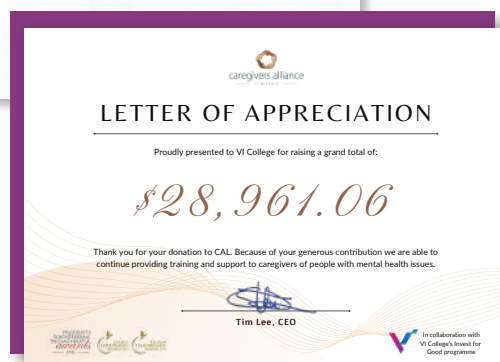 caregivers alliance
limited
LETTER OF APPRECIATION
Proudly presented to VI College for raising a grand total of:
$28,961.06
Thank you for your donation to CAL. Because of your generous contribution we are able to
continue providing training and support to caregivers of people with mental health issues.
Tim Lee, CEO
awards
In collaboration with
VI College's Invest for
Good programme